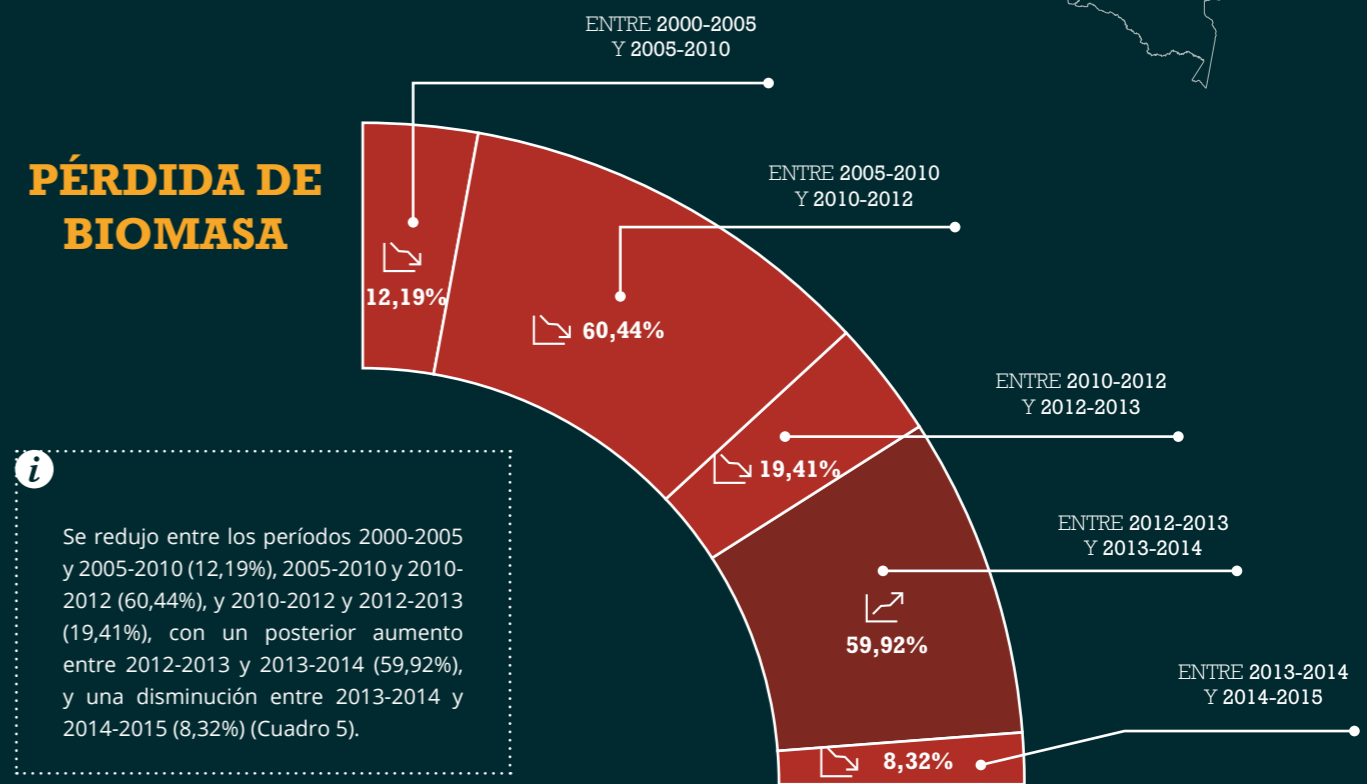 ENTRE 2000-2005
Y 2005-2010
PÉRDIDA DE
BIOMASA
ENTRE 2005-2010
Y 2010-2012
12,19%
60,44%
ENTRE 2010-2012
Y 2012-2013
19,41%
ENTRE 2012-2013
Y 2013-2014
59,92%
ENTRE 2013-2014
Y 2014-2015
8,32%
i
Se redujo entre los períodos 2000-2005
y 2005-2010 (12,19%), 2005-2010 y 2010-
2012 (60,44%), y 2010-2012 y 2012-2013
(19,41%), con un posterior aumento
entre 2012-2013 y 2013-2014 (59,92%),
y una disminución entre 2013-2014 y
2014-2015 (8,32%) (Cuadro 5).